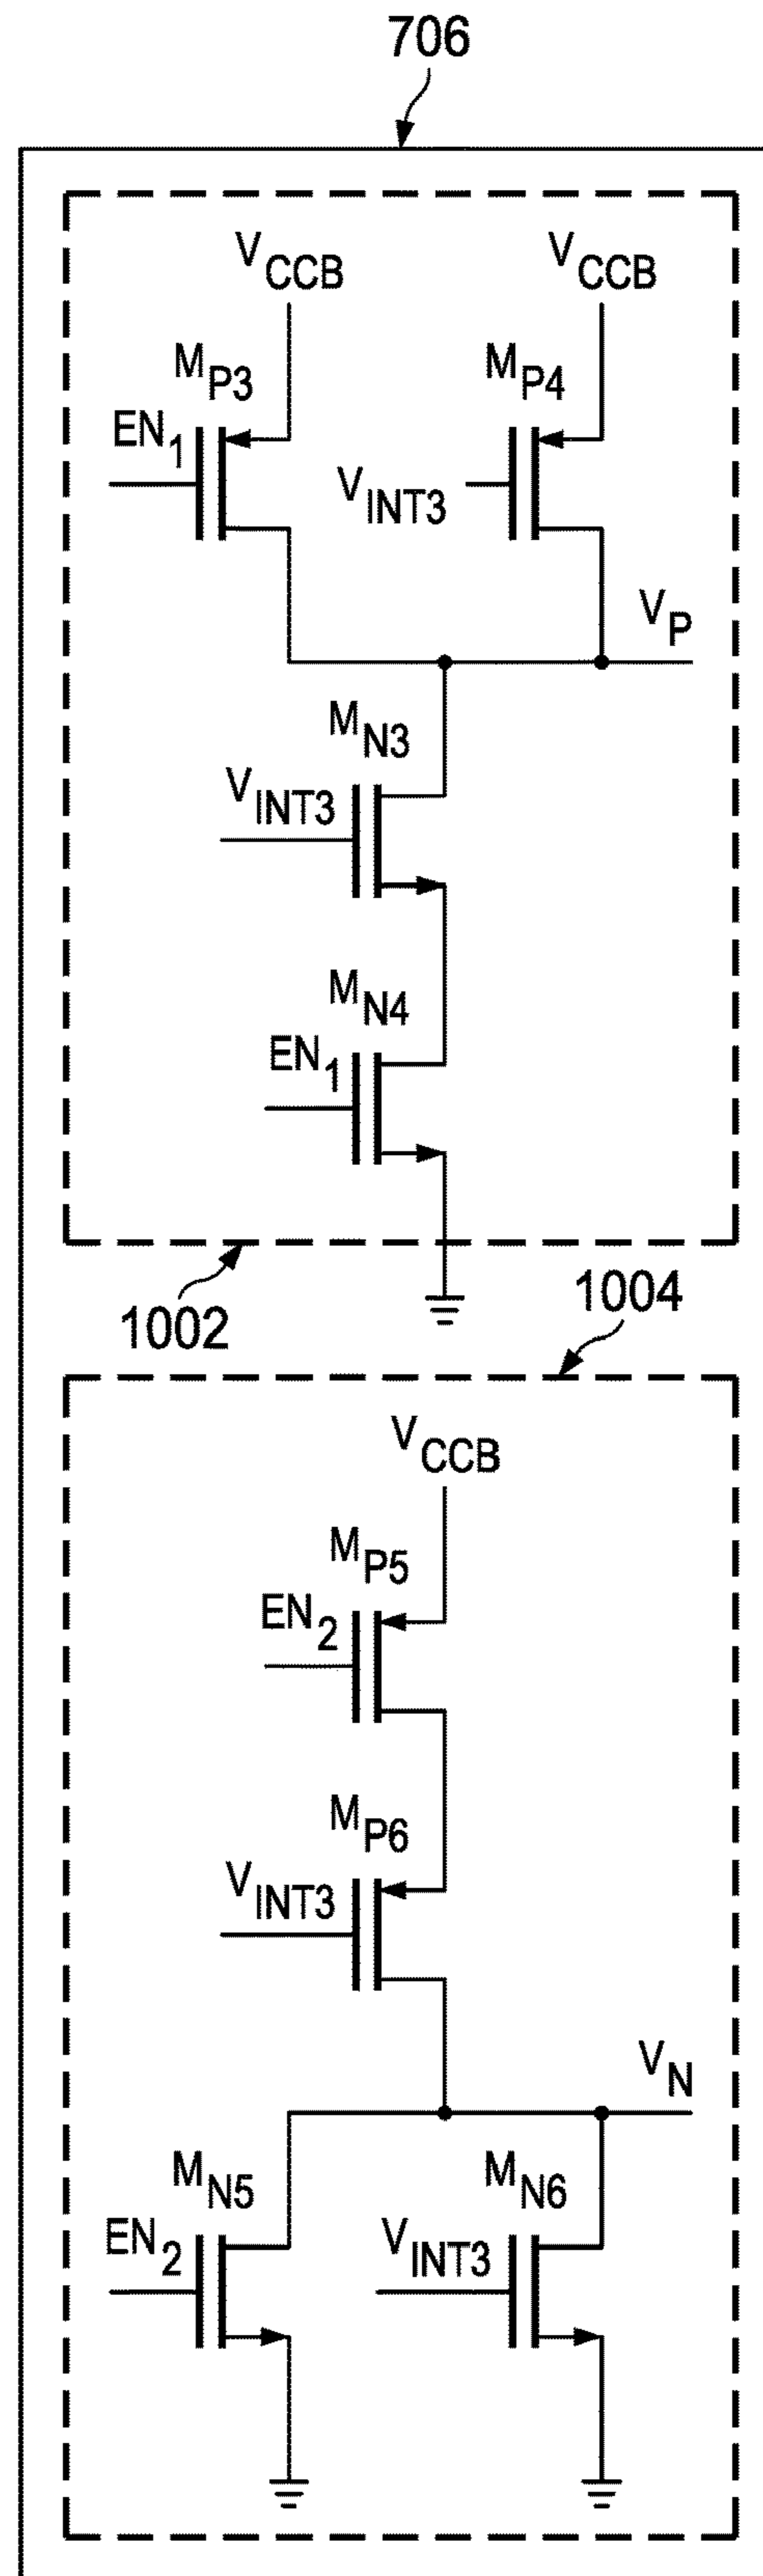 706
VCCB VCCB
MP3 MP4
EN1 VINT3
VP
MN3
VINT3
MN4
EN1
1002 1004
VCCB
MP5
EN2
MP6
VINT3
VN
MN5 MN6
EN2 VINT3